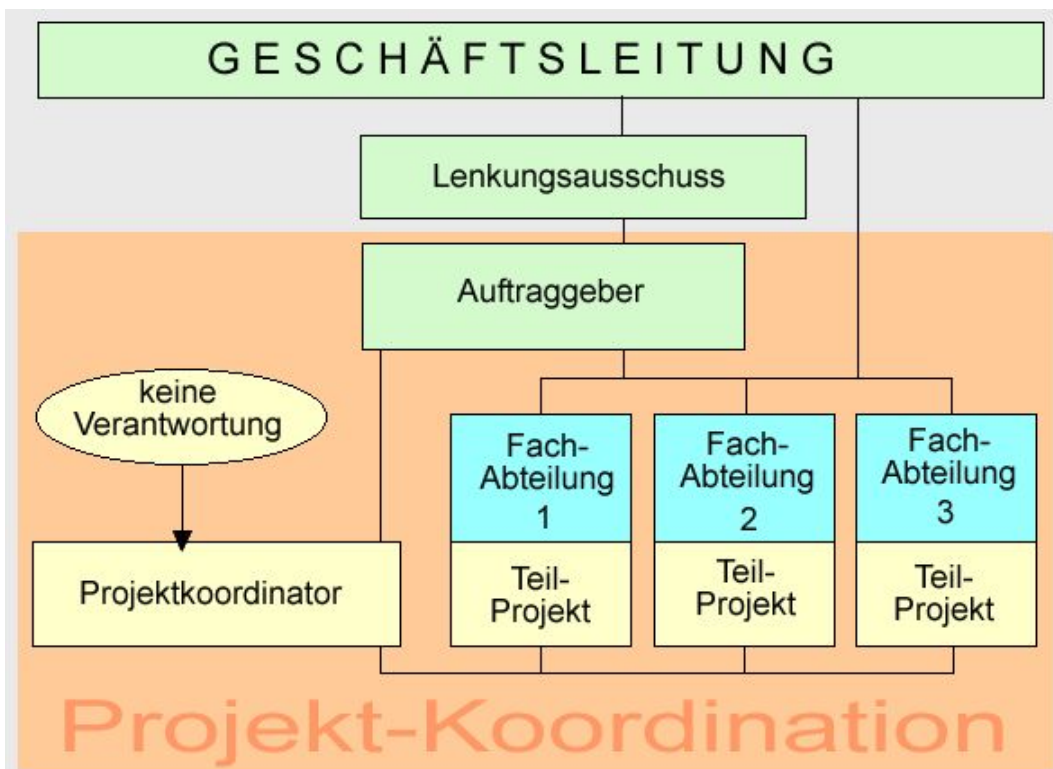 GESCHÄFTSLEITUNG
Lenkungsausschuss
Auftraggeber
keine
Verantwortung
Projektkoordinator
Fach-
Abteilung
1
Teil-
Projekt
Fach-
Abteilung
2
Teil-
Projekt
Fach-
Abteilung
3
Teil-
Projekt
Projekt-Koordination